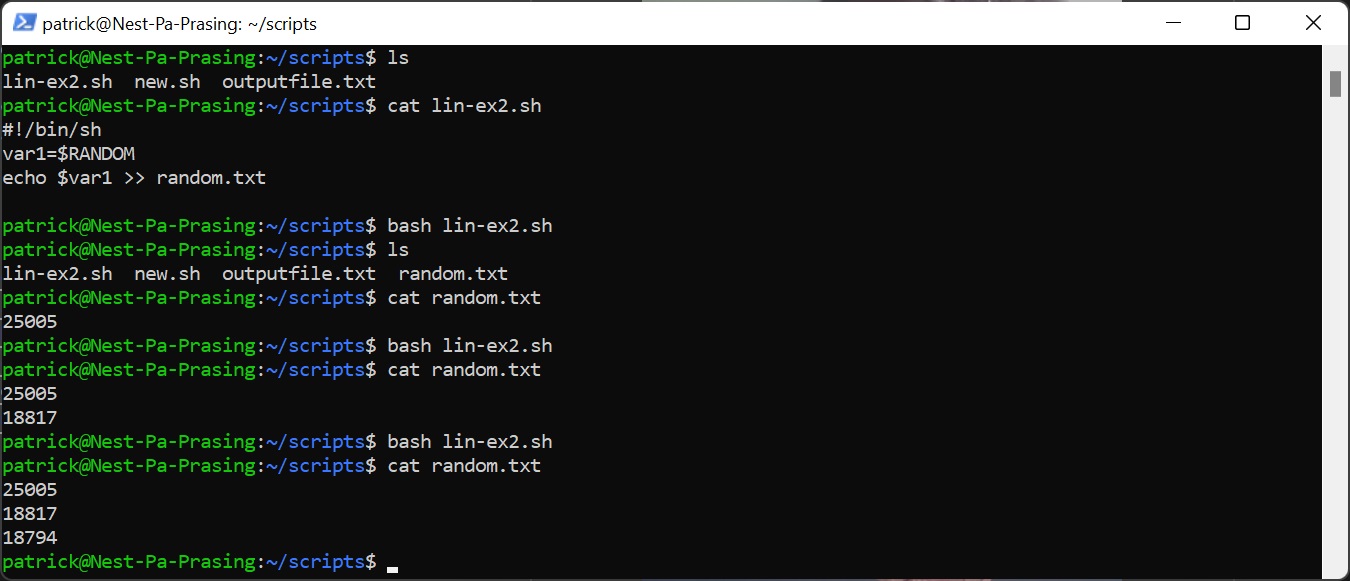 patrick@Nest-Pa-Prasing: ~/scripts
patrick@Nest-Pa-Prasing:~/scripts$ ls
lin-ex2.sh  new.sh  outputfile.txt
patrick@Nest-Pa-Prasing:~/scripts$ cat lin-ex2.sh
#!/bin/sh
var1=$RANDOM
echo $var1 >> random.txt

patrick@Nest-Pa-Prasing:~/scripts$ bash lin-ex2.sh
patrick@Nest-Pa-Prasing:~/scripts$ ls
lin-ex2.sh  new.sh  outputfile.txt  random.txt
patrick@Nest-Pa-Prasing:~/scripts$ cat random.txt
25005
patrick@Nest-Pa-Prasing:~/scripts$ bash lin-ex2.sh
patrick@Nest-Pa-Prasing:~/scripts$ cat random.txt
25005
18817
patrick@Nest-Pa-Prasing:~/scripts$ bash lin-ex2.sh
patrick@Nest-Pa-Prasing:~/scripts$ cat random.txt
25005
18817
18794
patrick@Nest-Pa-Prasing:~/scripts$